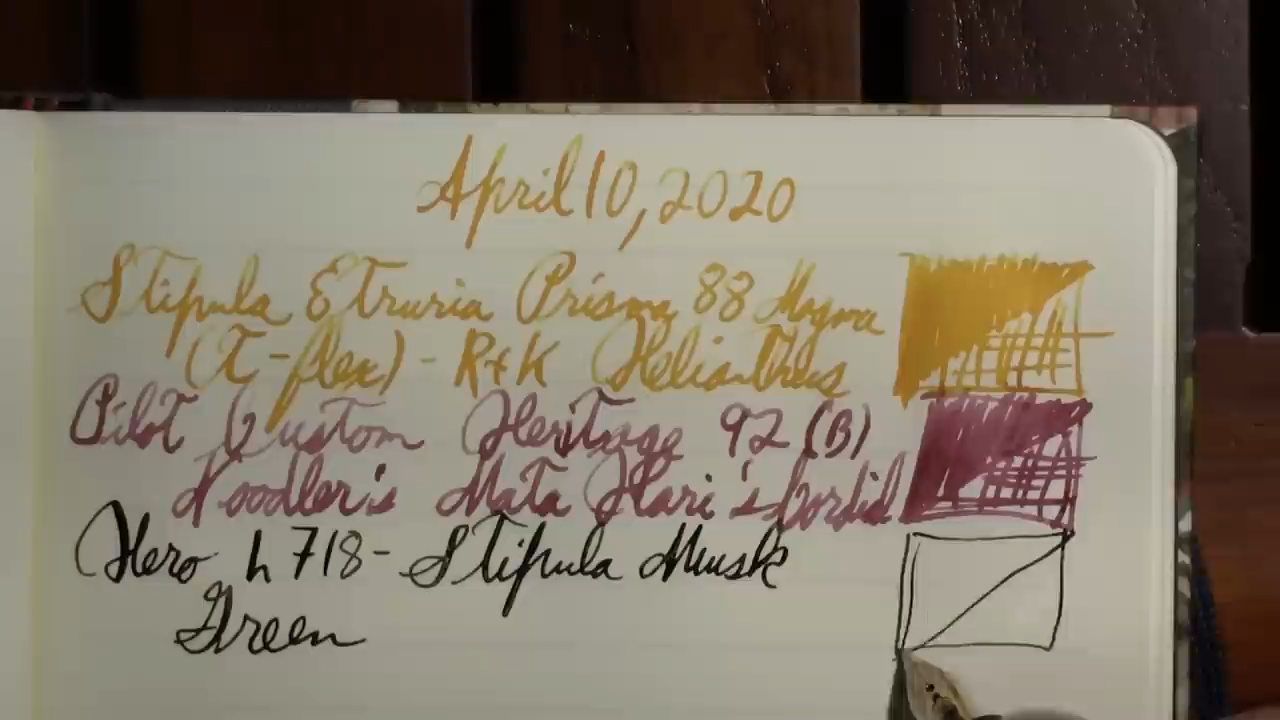 April 10, 2020
Stipula Etruria Prisma 88 Magma
(T-flex) - R+K Helianthus
Pilot Custom Heritage 92 (B)
Noodler's Mata Hari's Cordial
Hero h718 - Stipula Musk
Green